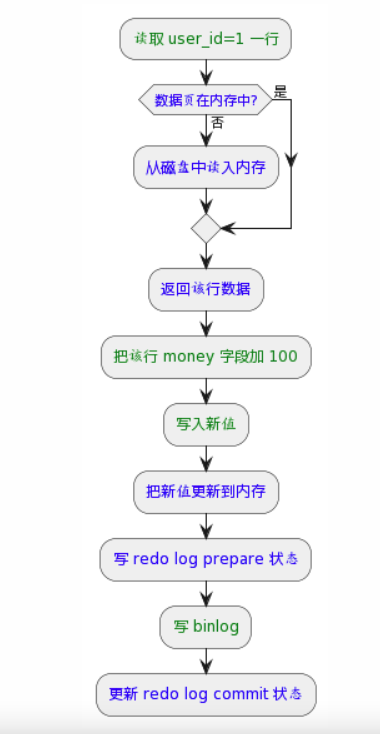 读取 user_id=1 一行
数据页在内存中?
是
否
从磁盘中读入内存
返回该行数据
把该行 money 字段加 100
写入新值
把新值更新到内存
写 redo log prepare 状态
写 binlog
更新 redo log commit 状态